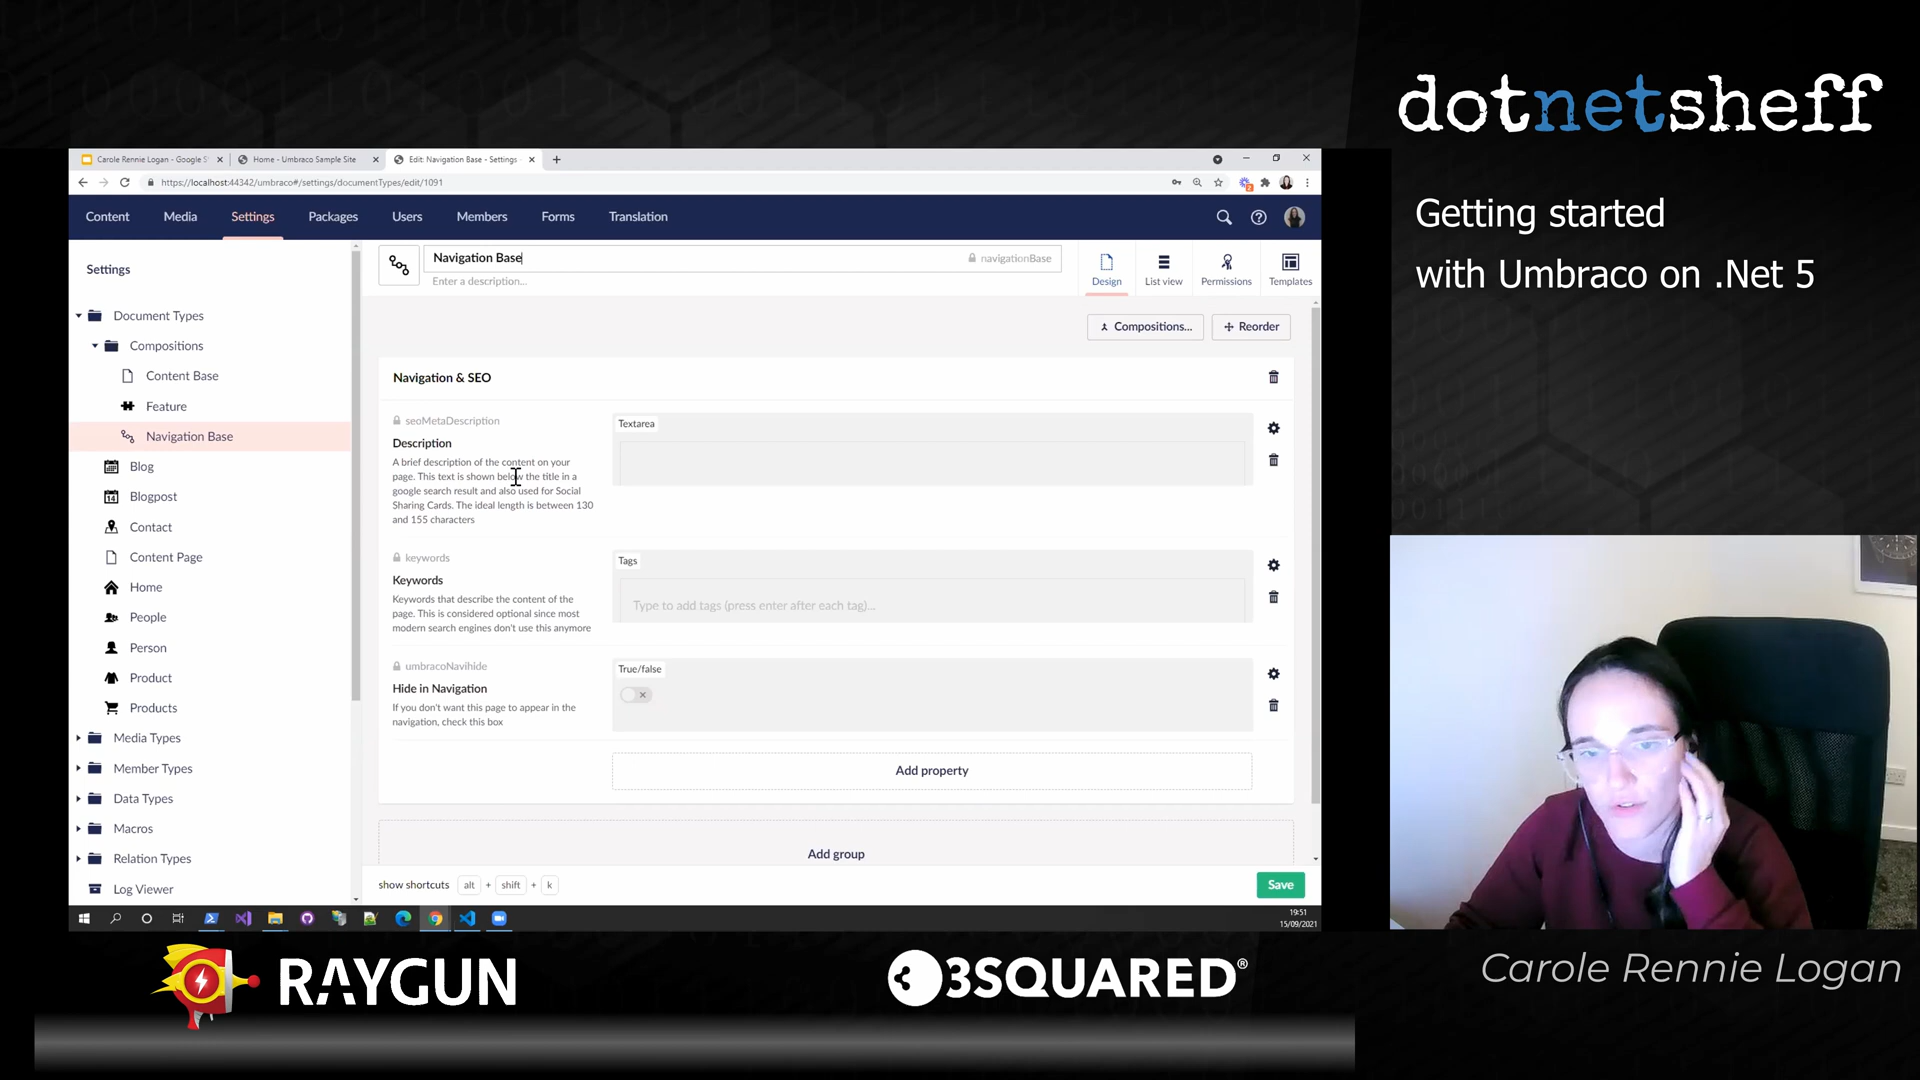 dotnetsheff
Getting started
with Umbraco on .Net 5
Carole Rennie Logan - Google S
Home - Umbraco Sample Site
Edit: Navigation Base - Settings -
https://localhost:44342/umbraco#/settings/documentTypes/edit/1091
Content
Media
Settings
Packages
Users
Members
Forms
Translation
Settings
Document Types
Compositions
Content Base
Feature
Navigation Base
Blog
Blogpost
Contact
Content Page
Home
People
Person
Product
Products
Media Types
Member Types
Data Types
Macros
Relation Types
Log Viewer
Navigation Base
navigationBase
Enter a description...
Design
List view
Permissions
Templates
Compositions...
Reorder
Navigation & SEO
seoMetaDescription
Description
A brief description of the content on your
page. This text is shown below the title in a
google search result and also used for Social
Sharing Cards. The ideal length is between 130
and 155 characters
Textarea
keywords
Keywords
Keywords that describe the content of the
page. This is considered optional since most
modern search engines don't use this anymore
Tags
Type to add tags (press enter after each tag)...
umbracoNavihide
Hide in Navigation
If you don't want this page to appear in the
navigation, check this box
True/false
Add property
Add group
show shortcuts alt + shift + k
Save
19:51
15/09/2021
RAYGUN
3SQUARED®
Carole Rennie Logan